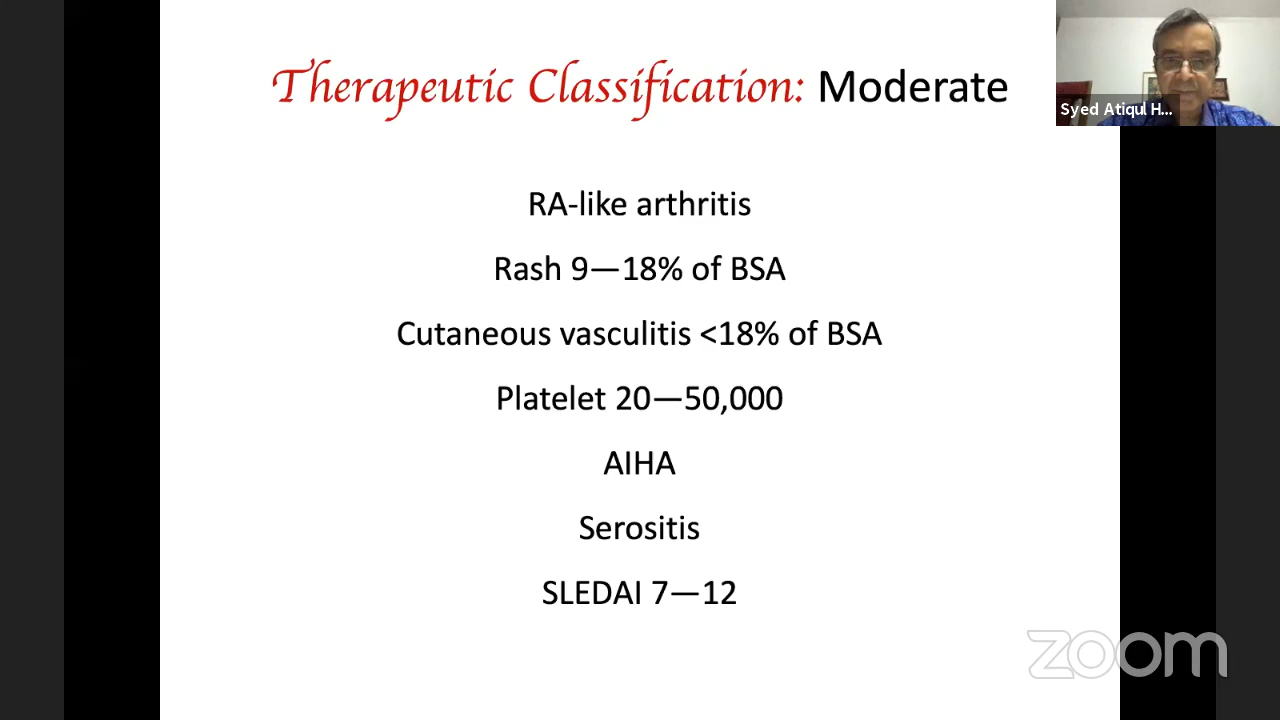 Therapeutic Classification: Moderate
Syed Atiqul H...
RA-like arthritis
Rash 9—18% of BSA
Cutaneous vasculitis <18% of BSA
Platelet 20—50,000
AIHA
Serositis
SLEDAI 7—12
zoom